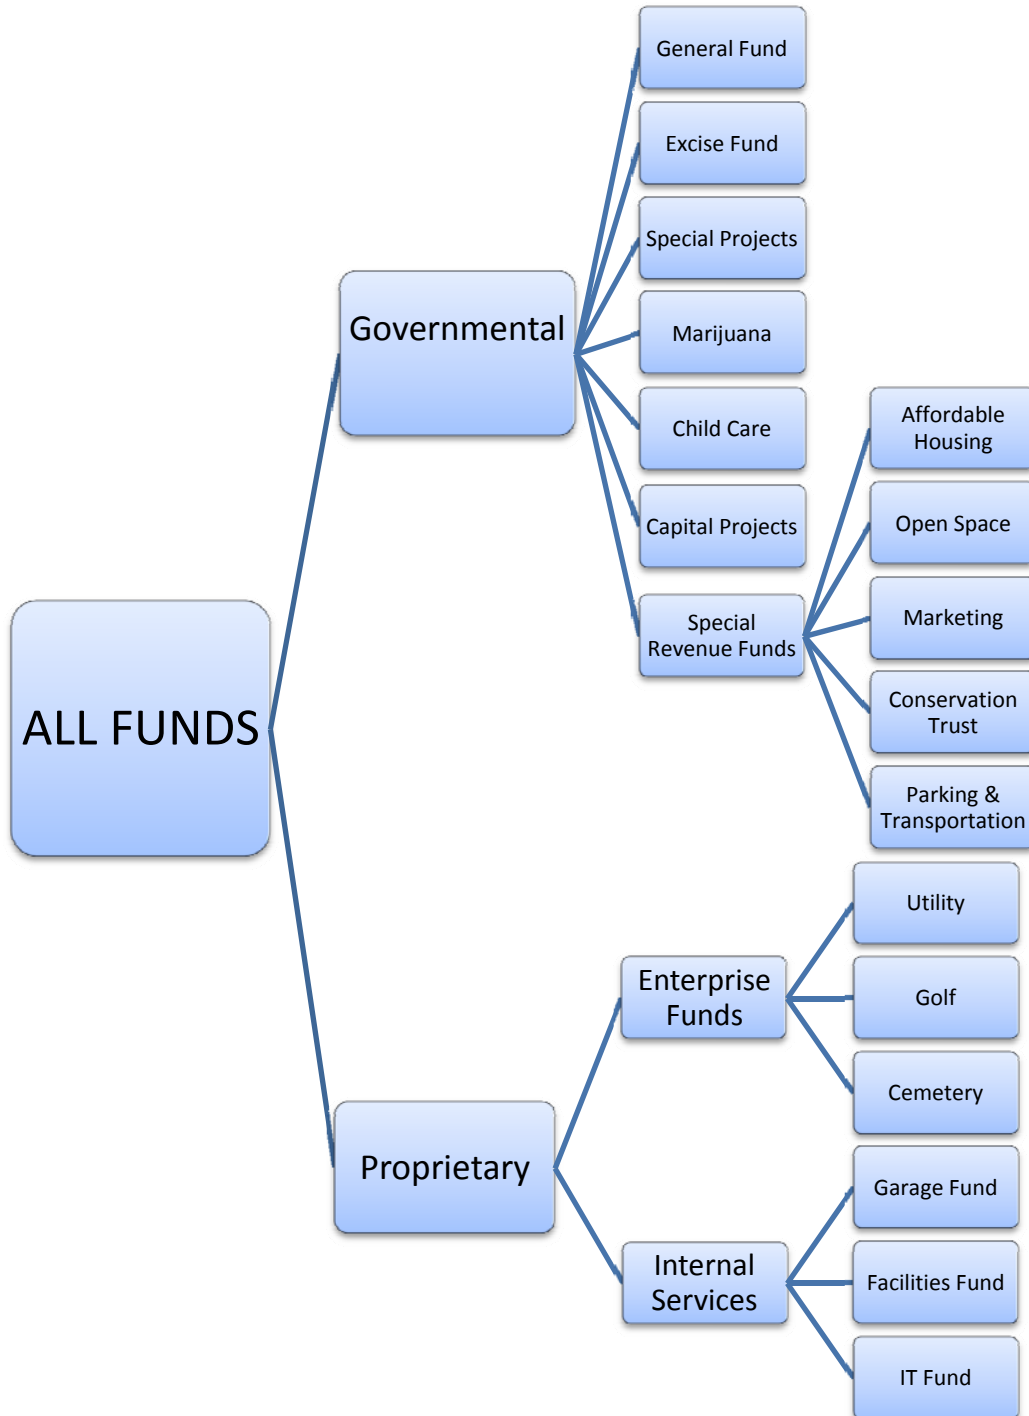 ALL FUNDS
Governmental
General Fund
Excise Fund
Special Projects
Marijuana
Child Care
Capital Projects
Special
Revenue Funds
Affordable
Housing
Open Space
Marketing
Conservation
Trust
Parking &
Transportation
Proprietary
Enterprise
Funds
Utility
Golf
Cemetery
Internal
Services
Garage Fund
Facilities Fund
IT Fund